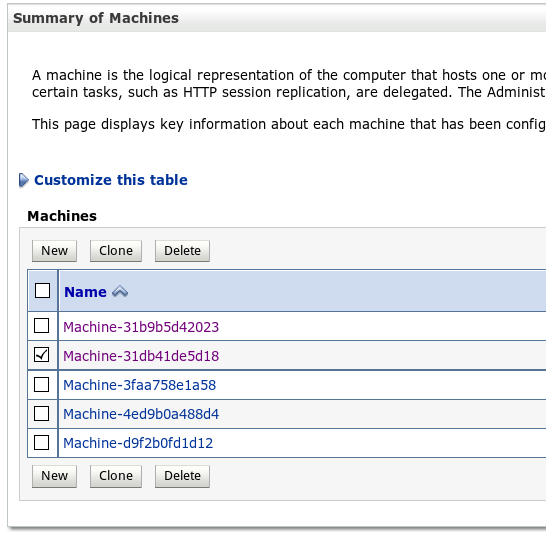 Summary of Machines
A machine is the logical representation of the computer that hosts one or
certain tasks, such as HTTP session replication, are delegated. The
This page displays key information about each machine that has been
Customize this table
Machines
New Clone Delete
Name
Machine-31b9b5d42023
Machine-31db41de5d18
Machine-3faa758e1a58
Machine-4ed9b0a488d4
Machine-d9f2b0fd1d12
New Clone Delete